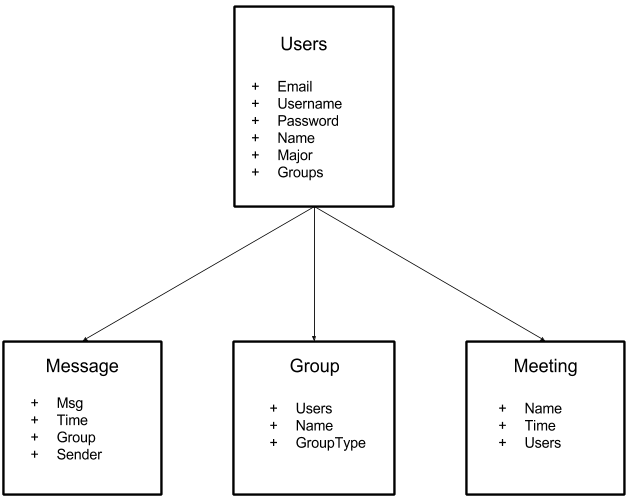 Users
+ Email
+ Username
+ Password
+ Name
+ Major
+ Groups
Message
+ Msg
+ Time
+ Group
+ Sender
Group
+ Users
+ Name
+ GroupType
Meeting
+ Name
+ Time
+ Users